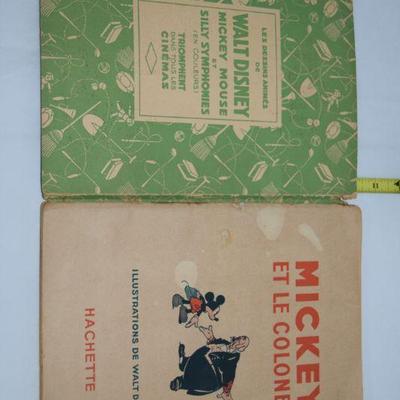 LES DESSINS ANIMÉS
DE
WALT DISNEY
MICKEY MOUSE
ET
SILLY SYMPHONIES
(EN COULEURS)
TRIOMPHENT
DANS TOUS LES
CINÉMAS
MICKEY
ET LE COLONE
ILLUSTRATIONS DE WALT D
HACHETTE
11